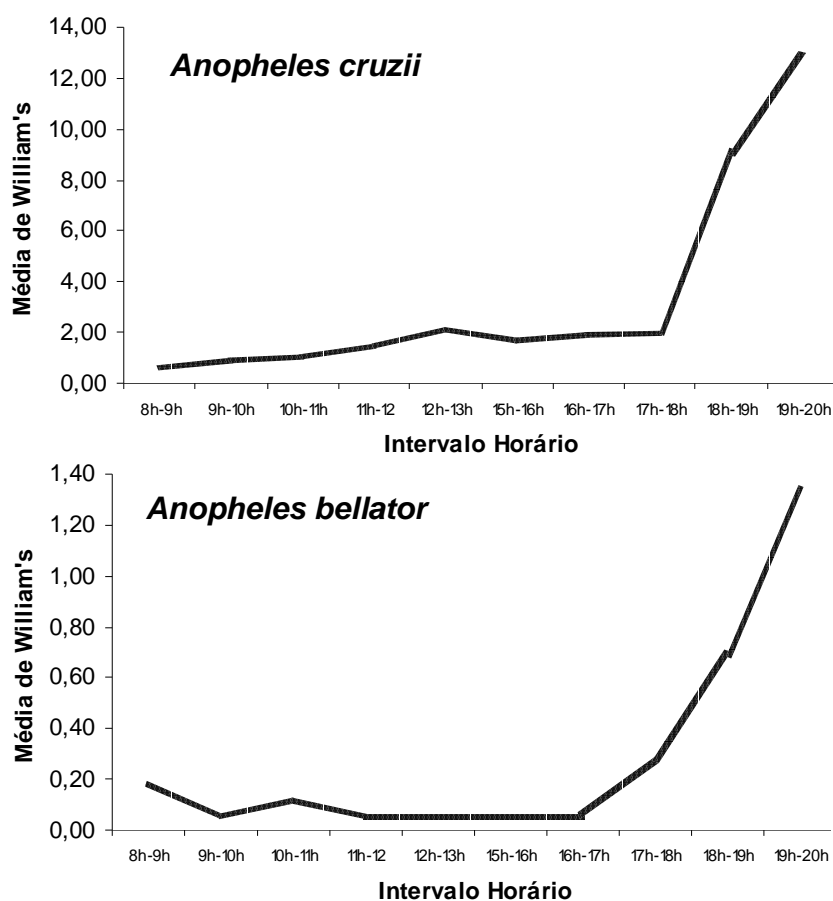 Anopheles cruzii
Média de William's
14,00
12,00
10,00
8,00
6,00
4,00
2,00
0,00
8h-9h 9h-10h 10h-11h 11h-12 12h-13h 15h-16h 16h-17h 17h-18h 18h-19h 19h-20h
Intervalo Horário
Anopheles bellator
Média de William's
1,40
1,20
1,00
0,80
0,60
0,40
0,20
0,00
8h-9h 9h-10h 10h-11h 11h-12 12h-13h 15h-16h 16h-17h 17h-18h 18h-19h 19h-20h
Intervalo Horário